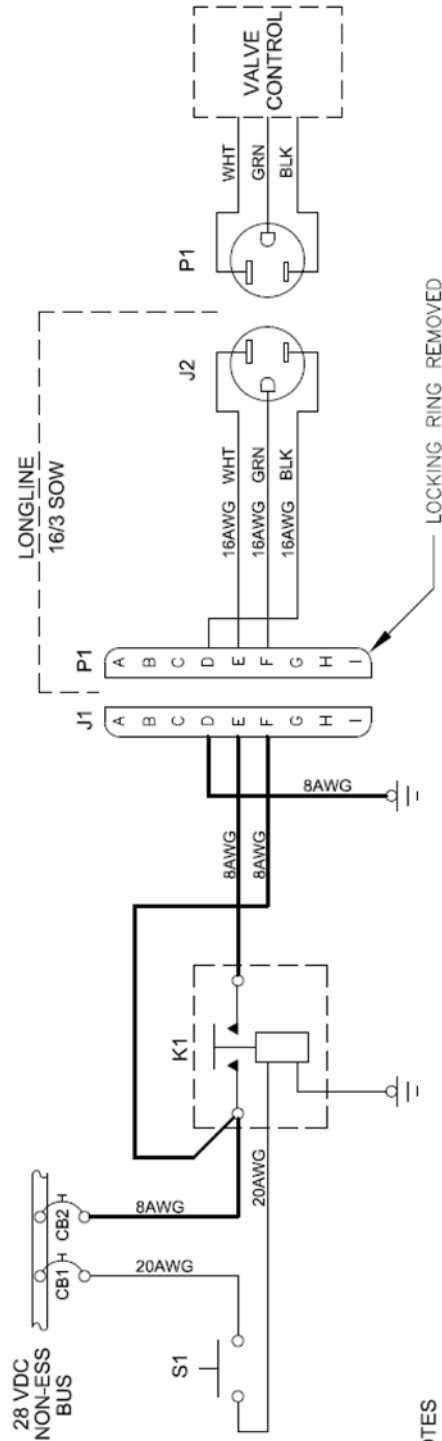 28 VDC
NON-ESS
BUS
CB1
CB2
20AWG
8AWG
S1
K1
20AWG
8AWG
8AWG
8AWG
J1
A
B
C
D
E
F
G
H
I
P1
A
B
C
D
E
F
G
H
I
LONGLINE
16/3 SOW
16AWG WHT
16AWG GRN
16AWG BLK
J2
P1
WHT
GRN
BLK
VALVE
CONTROL
LOCKING RING REMOVED
OTES